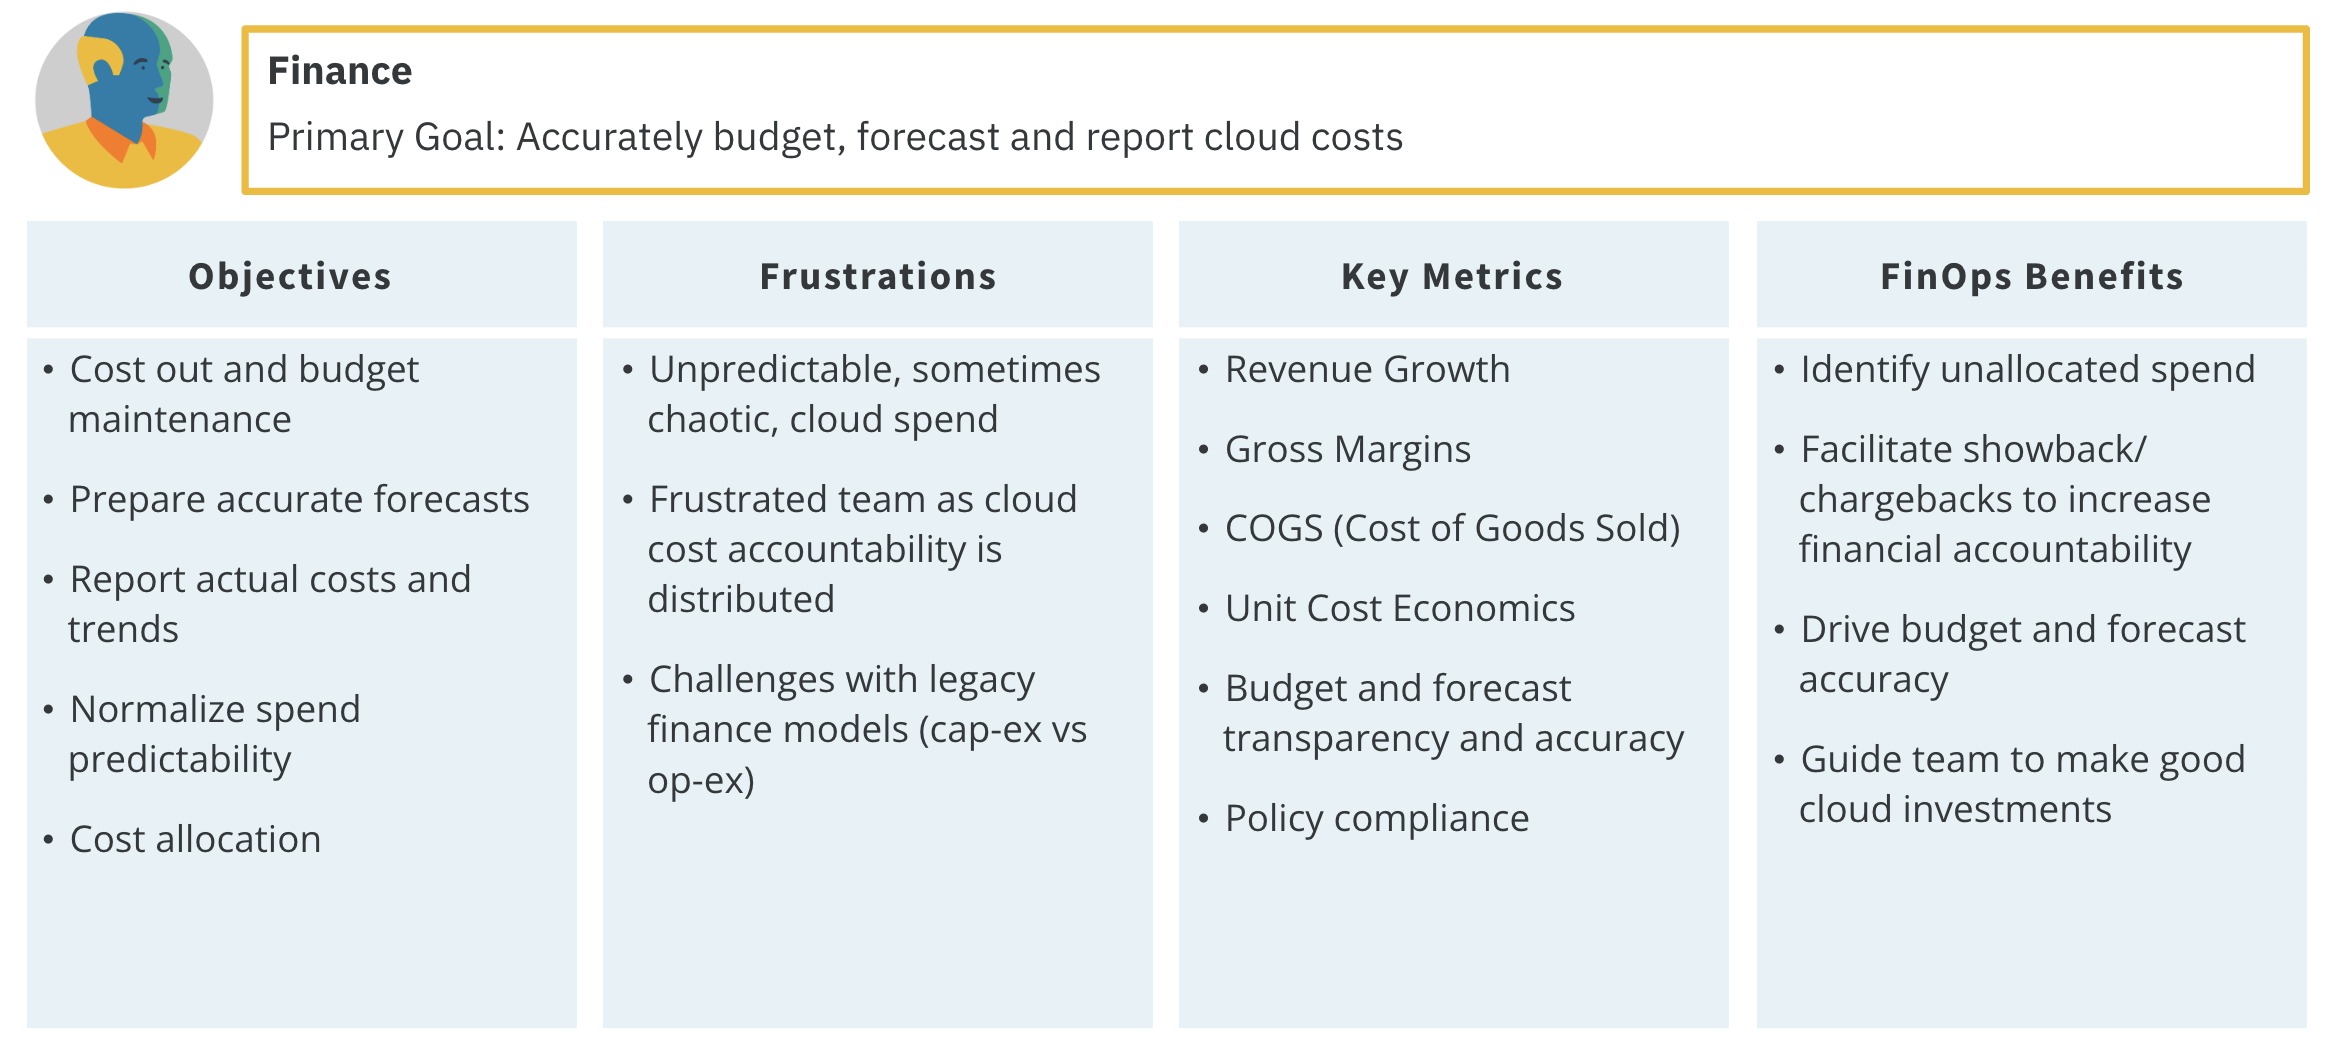 Finance
Primary Goal: Accurately budget, forecast and report cloud costs
Objectives
• Cost out and budget
maintenance
• Prepare accurate forecasts
• Report actual costs and
trends
• Normalize spend
predictability
• Cost allocation
Frustrations
• Unpredictable, sometimes
chaotic, cloud spend
• Frustrated team as cloud
cost accountability is
distributed
• Challenges with legacy
finance models (cap-ex vs
op-ex)
Key Metrics
• Revenue Growth
• Gross Margins
• COGS (Cost of Goods Sold)
• Unit Cost Economics
• Budget and forecast
transparency and accuracy
• Policy compliance
FinOps Benefits
• Identify unallocated spend
• Facilitate showback/
chargebacks to increase
financial accountability
• Drive budget and forecast
accuracy
• Guide team to make good
cloud investments